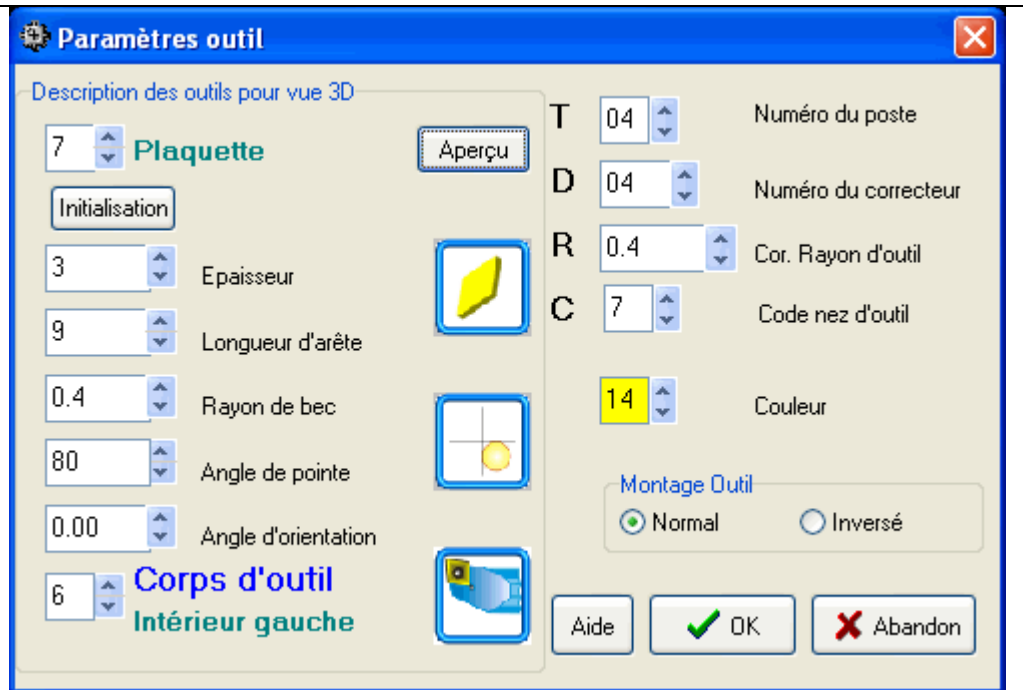 Paramètres outil
Description des outils pour vue 3D
7 Plaquette
Aperçu
Initialisation
3 Epaisseur
9 Longueur d'arête
0.4 Rayon de bec
80 Angle de pointe
0.00 Angle d'orientation
6 Corps d'outil
Intérieur gauche
T 04 Numéro du poste
D 04 Numéro du correcteur
R 0.4 Cor. Rayon d'outil
C 7 Code nez d'outil
14 Couleur
Montage Outil
Normal Inversé
Aide OK Abandon